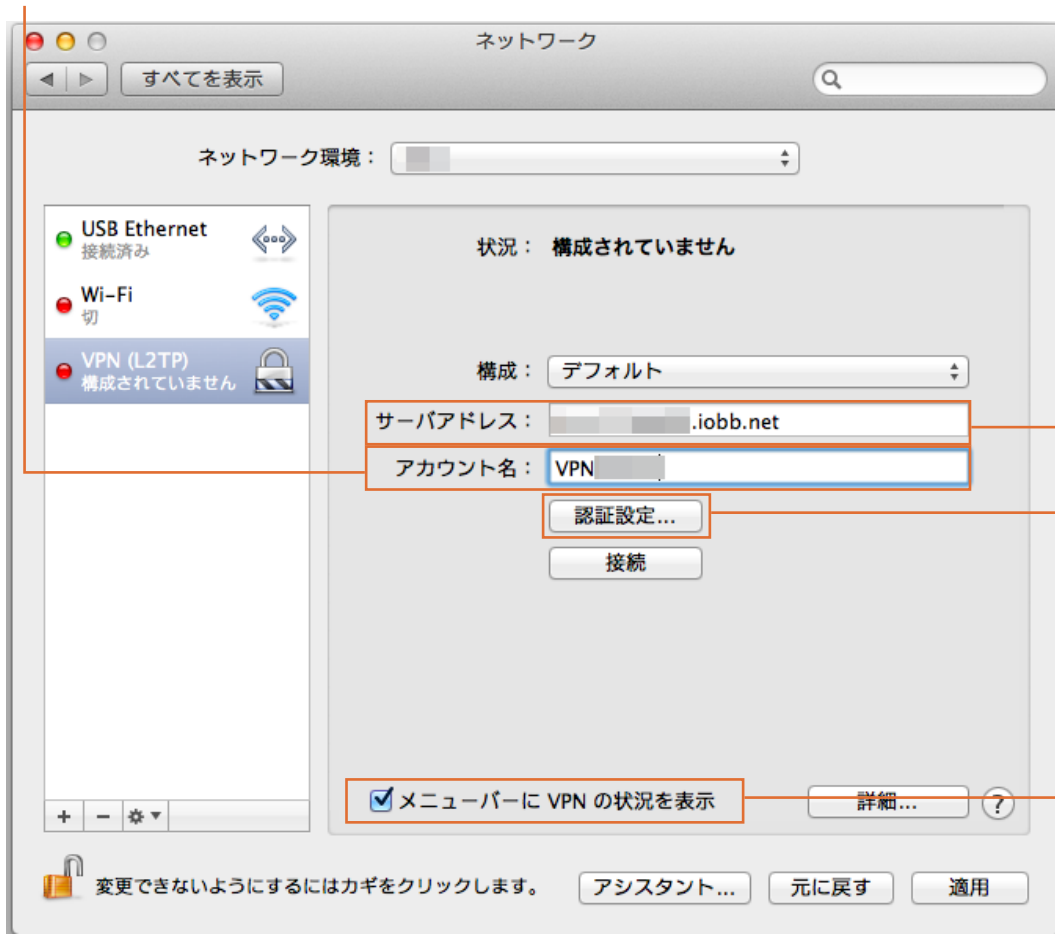 ネットワーク
すべてを表示
ネットワーク環境：
USB Ethernet
接続済み
Wi-Fi
切
VPN (L2TP)
構成されていません
状況： 構成されていません
構成： デフォルト
サーバアドレス： .iobb.net
アカウント名： VPN
認証設定...
接続
メニューバーに VPN の状況を表示
詳細... ?
+ −
変更できないようにするにはカギをクリックします。
アシスタント... 元に戻す 適用